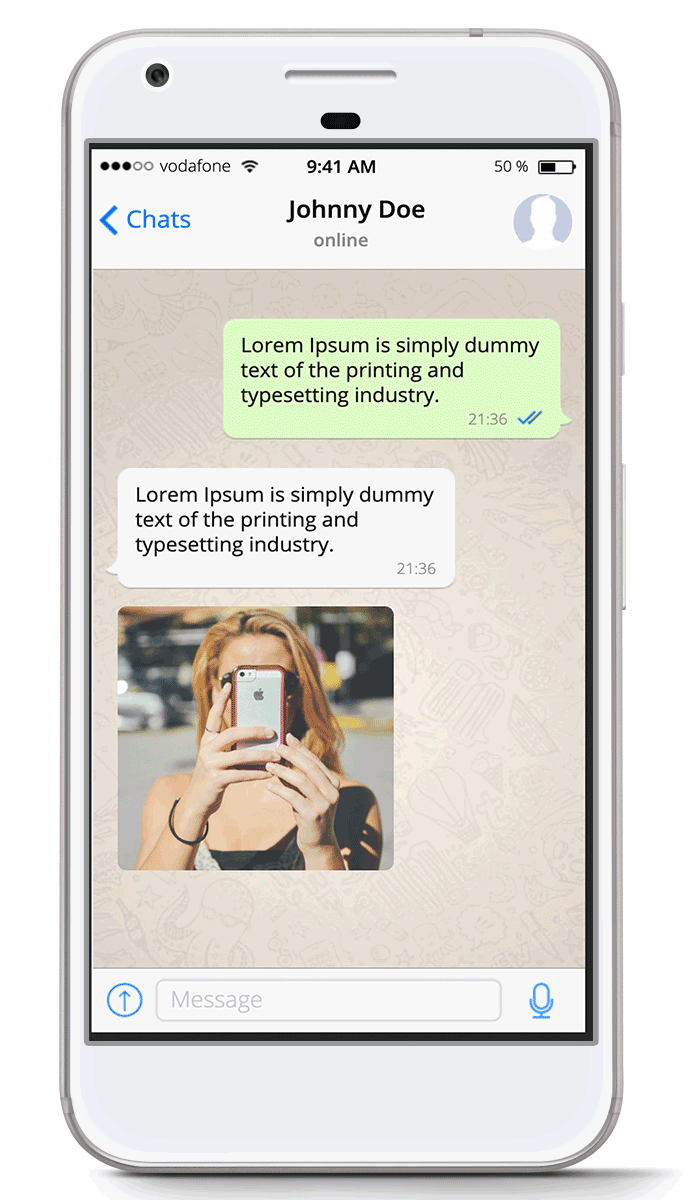 vodafone 9:41 AM 50 %
Chats Johnny Doe
online
Lorem Ipsum is simply dummy
text of the printing and
typesetting industry.
21:36
Lorem Ipsum is simply dummy
text of the printing and
typesetting industry.
21:36
Message